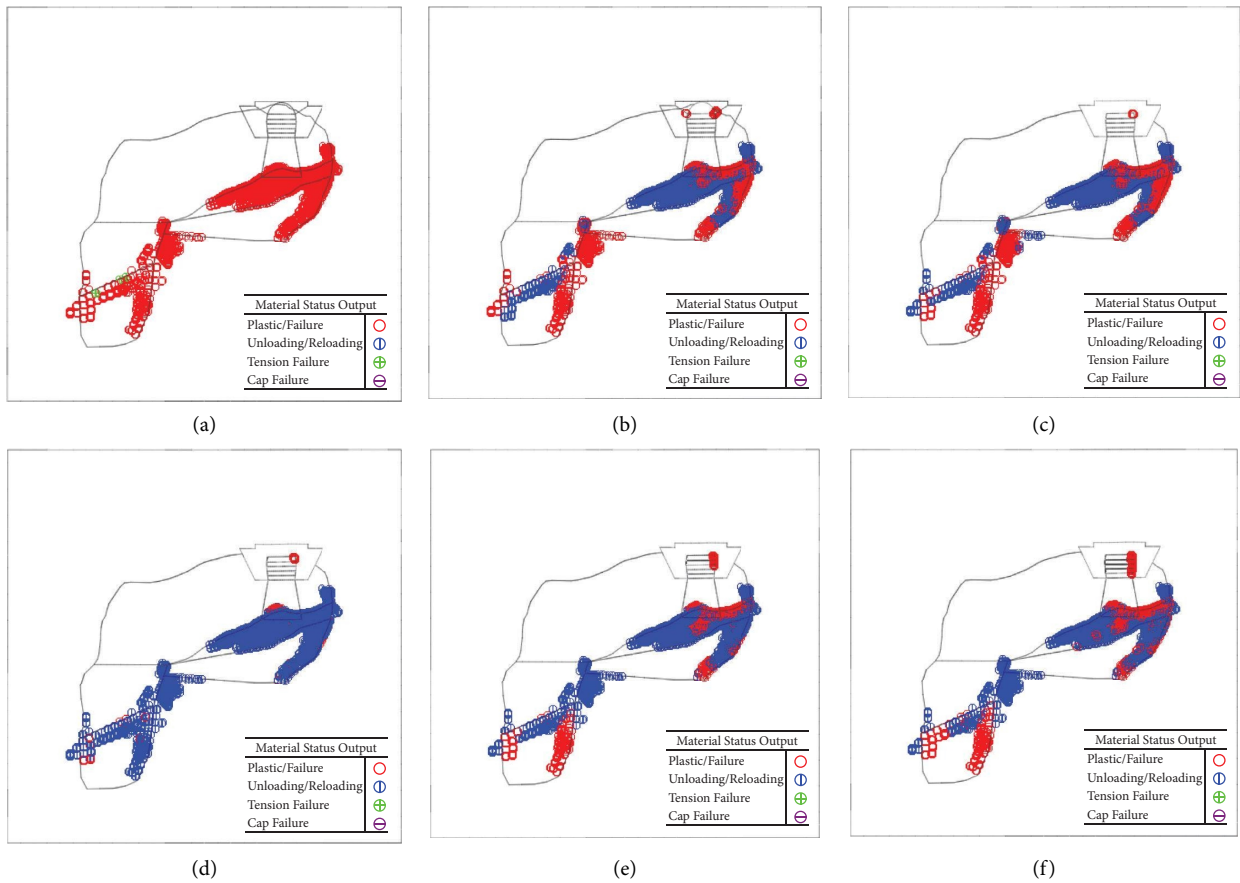 Material Status Output
Plastic/Failure
Unloading/Reloading
Tension Failure
Cap Failure
(a)
Material Status Output
Plastic/Failure
Unloading/Reloading
Tension Failure
Cap Failure
(b)
Material Status Output
Plastic/Failure
Unloading/Reloading
Tension Failure
Cap Failure
(c)
Material Status Output
Plastic/Failure
Unloading/Reloading
Tension Failure
Cap Failure
(d)
Material Status Output
Plastic/Failure
Unloading/Reloading
Tension Failure
Cap Failure
(e)
Material Status Output
Plastic/Failure
Unloading/Reloading
Tension Failure
Cap Failure
(f)